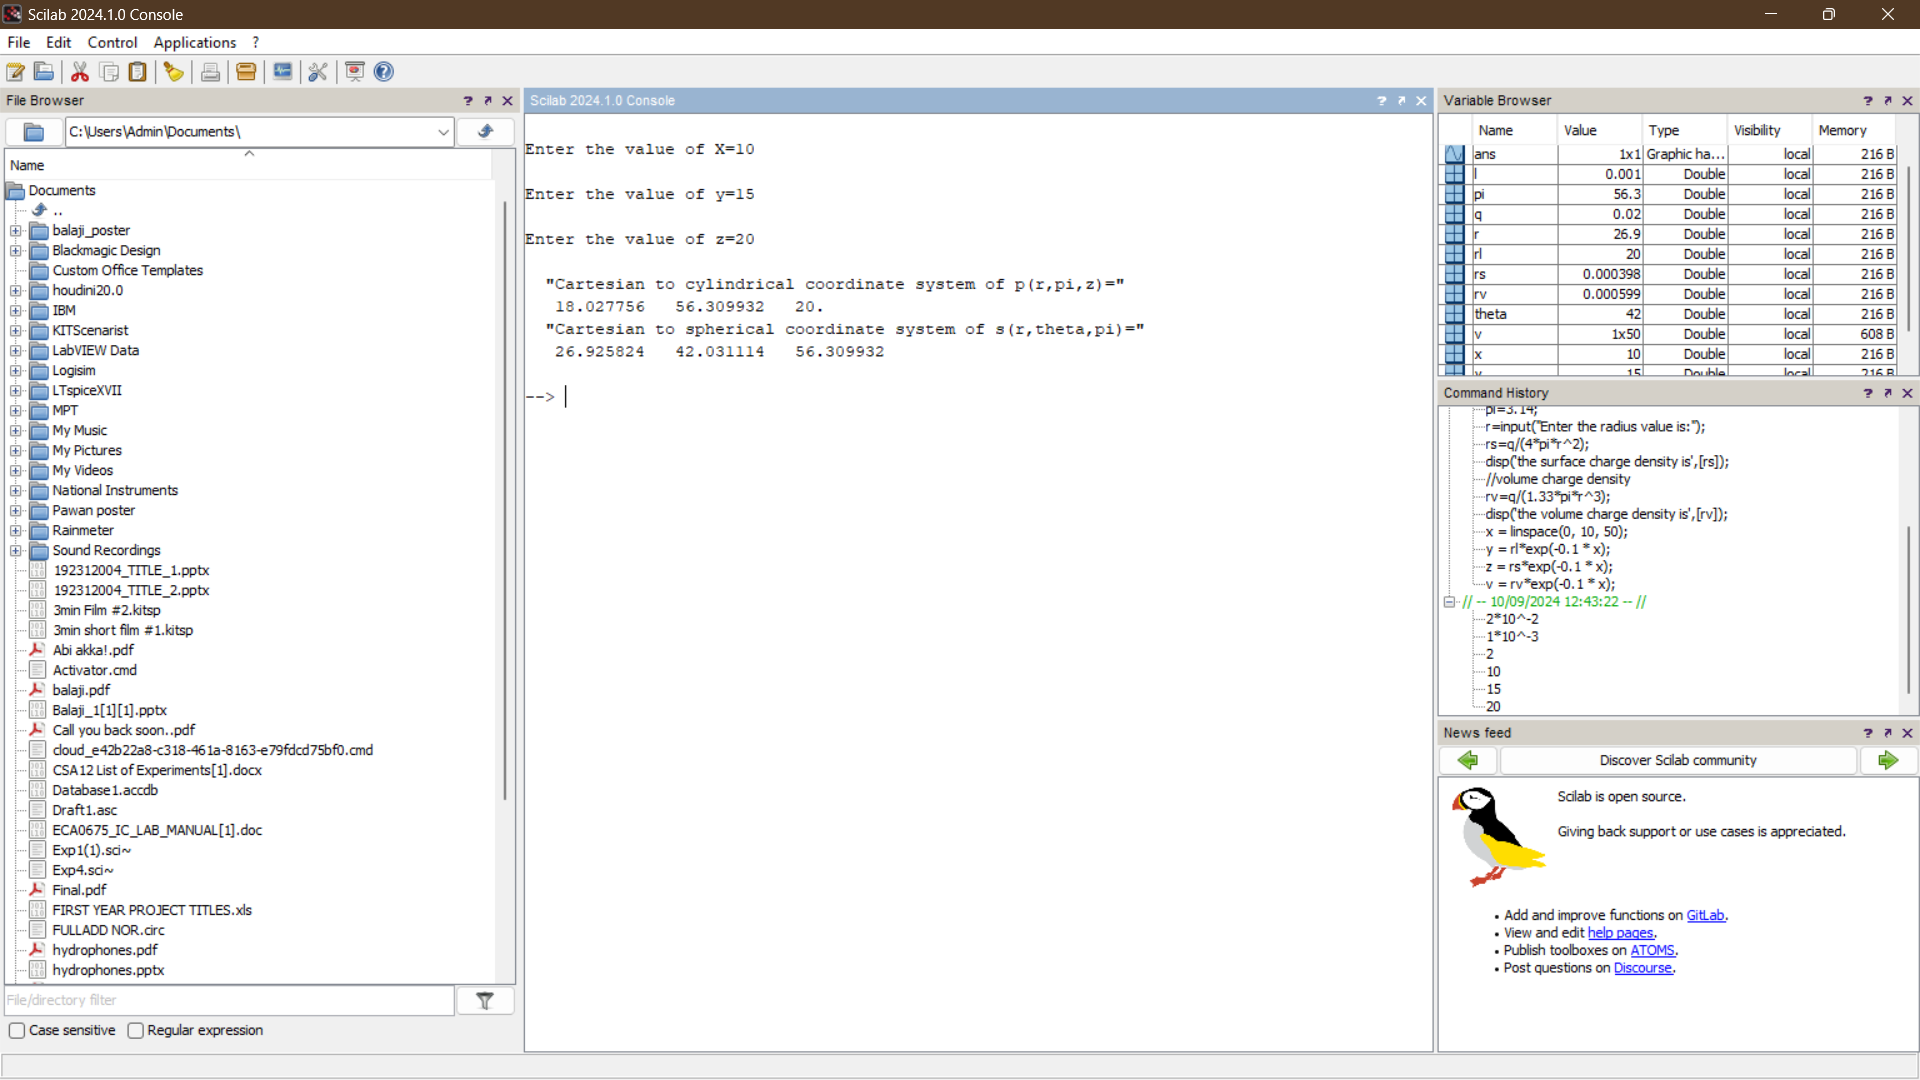 Scilab 2024.1.0 Console
File Edit Control Applications ?
File Browser
C:\Users\Admin\Documents\
Name
Documents
..
balaji_poster
Blackmagic Design
Custom Office Templates
houdini20.0
IBM
KITScenarist
LabVIEW Data
Logisim
LTspiceXVII
MPT
My Music
My Pictures
My Videos
National Instruments
Pawan poster
Rainmeter
Sound Recordings
192312004_TITLE_1.pptx
192312004_TITLE_2.pptx
3min Film #2.kitsp
3min short film #1.kitsp
Abi akka!.pdf
Activator.cmd
balaji.pdf
Balaji_1[1][1].pptx
Call you back soon..pdf
cloud_e42b22a8-c318-461a-8163-e79fdcd75bf0.cmd
CSA12 List of Experiments[1].docx
Database1.accdb
Draft1.asc
ECA0675_IC_LAB_MANUAL[1].doc
Exp1(1).sci~
Exp4.sci~
Final.pdf
FIRST YEAR PROJECT TITLES.xls
FULLADD NOR.circ
hydrophones.pdf
hydrophones.pptx
File/directory filter
Case sensitive Regular expression
Scilab 2024.1.0 Console
Enter the value of X=10
Enter the value of y=15
Enter the value of z=20
"Cartesian to cylindrical coordinate system of p(r,pi,z)="
18.027756 56.309932 20.
"Cartesian to spherical coordinate system of s(r,theta,pi)="
26.925824 42.031114 56.309932
-->
Variable Browser
Name Value Type Visibility Memory
ans 1x1 Graphic ha... local 216 B
l 0.001 Double local 216 B
pi 56.3 Double local 216 B
q 0.02 Double local 216 B
r 26.9 Double local 216 B
rl 20 Double local 216 B
rs 0.000398 Double local 216 B
rv 0.000599 Double local 216 B
theta 42 Double local 216 B
v 1x50 Double local 608 B
x 10 Double local 216 B
y 15 Double local 216 B
Command History
pi=3.14;
r=input("Enter the radius value is:");
rs=q/(4*pi*r^2);
disp('the surface charge density is',[rs]);
//volume charge density
rv=q/(1.33*pi*r^3);
disp('the volume charge density is',[rv]);
x = linspace(0, 10, 50);
y = rl*exp(-0.1 * x);
z = rs*exp(-0.1 * x);
v = rv*exp(-0.1 * x);
// -- 10/09/2024 12:43:22 -- //
2*10^-2
1*10^-3
2
10
15
20
News feed
Discover Scilab community
Scilab is open source.
Giving back support or use cases is appreciated.
• Add and improve functions on GitLab.
• View and edit help pages.
• Publish toolboxes on ATOMS.
• Post questions on Discourse.